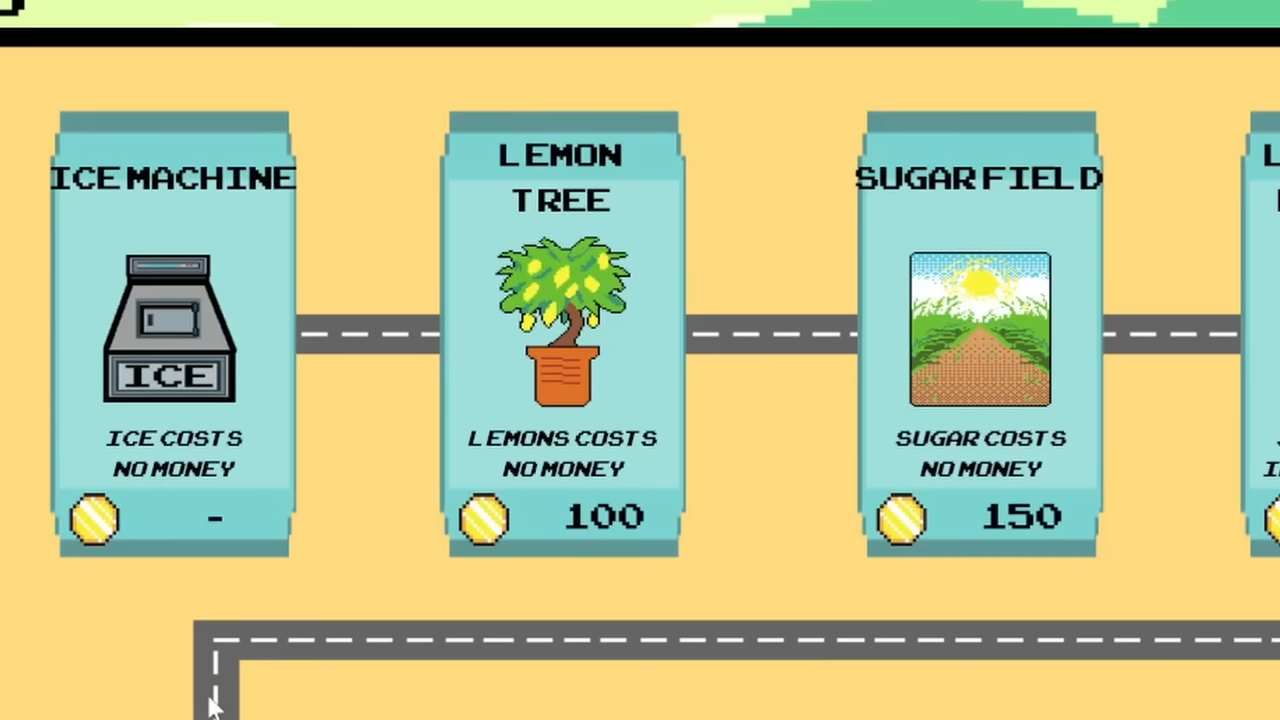 ICE MACHINE
ICE
ICE COSTS
NO MONEY
-
LEMON
TREE
LEMONS COSTS
NO MONEY
100
SUGAR FIELD
SUGAR COSTS
NO MONEY
150